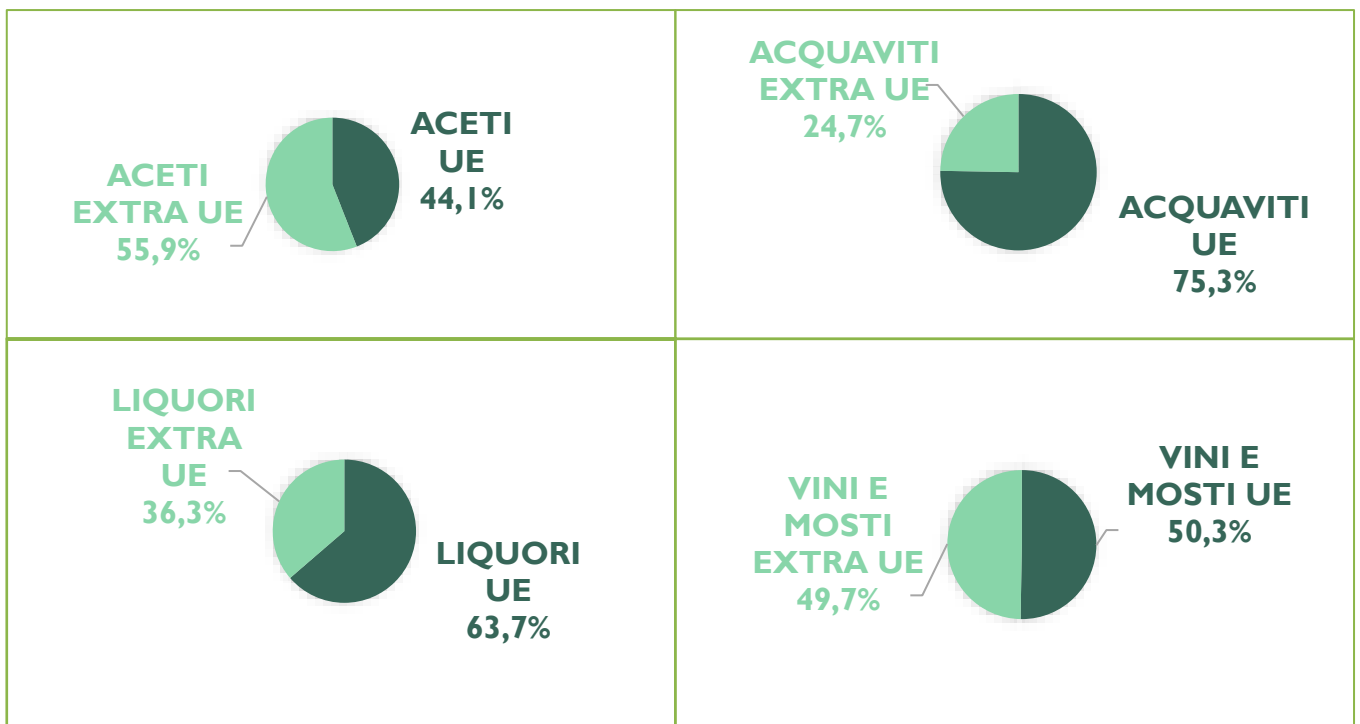 ACETI
UE
44,1%
ACETI
EXTRA UE
55,9%
ACQUAVITI
EXTRA UE
24,7%
ACQUAVITI
UE
75,3%
LIQUORI
EXTRA
UE
36,3%
LIQUORI
UE
63,7%
VINI E
MOSTI UE
50,3%
VINI E
MOSTI
EXTRA UE
49,7%